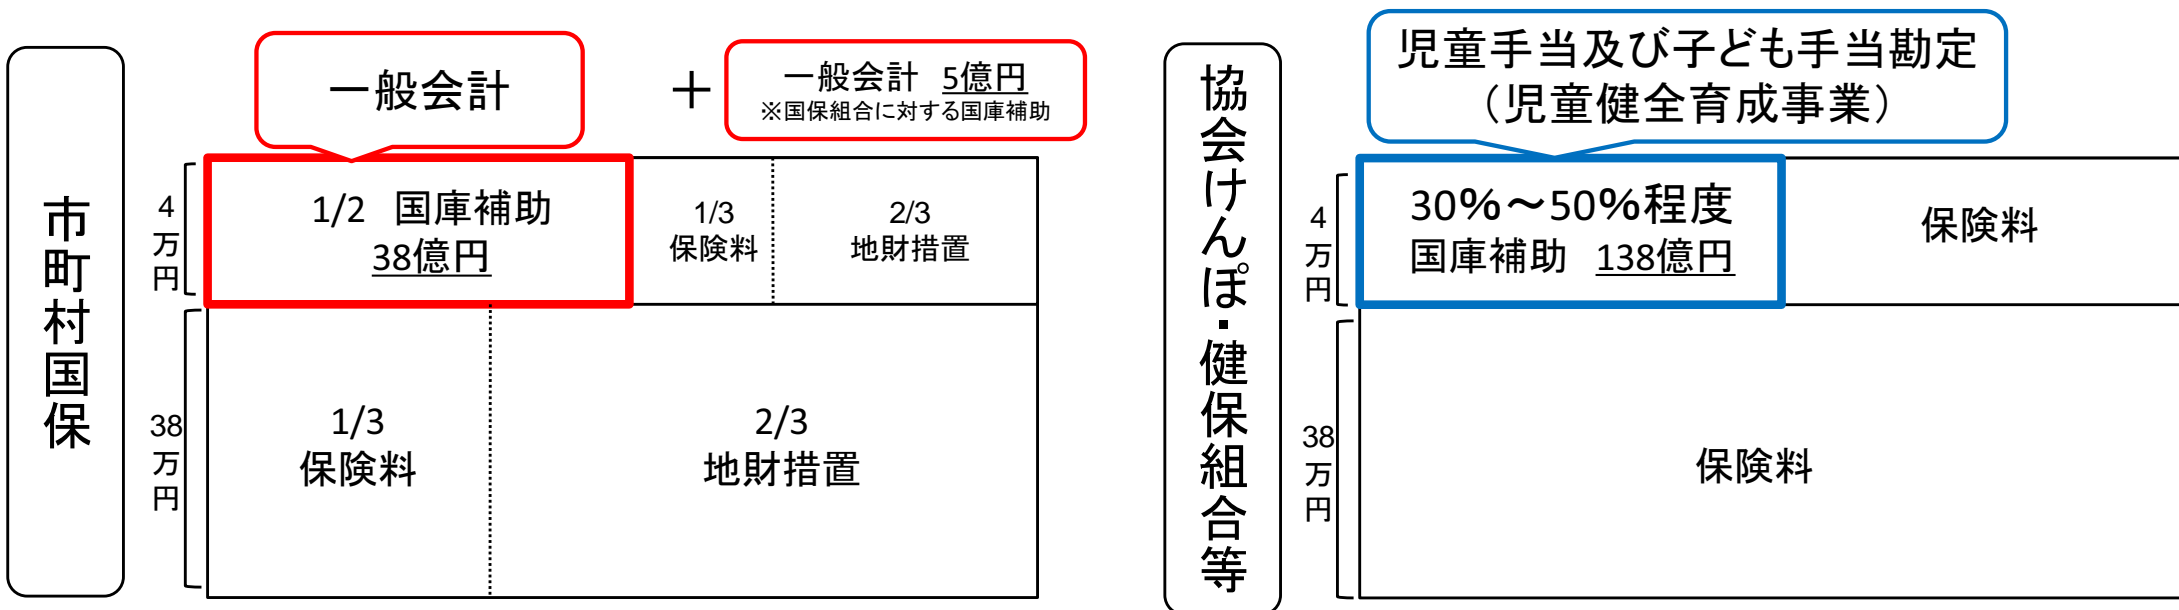 市町村国保
一般会計
＋
一般会計 5億円
※国保組合に対する国庫補助
4
万
円
1/2 国庫補助
38億円
1/3
保険料
2/3
地財措置
38
万
円
1/3
保険料
2/3
地財措置
協会けんぽ・健保組合等
児童手当及び子ども手当勘定
（児童健全育成事業）
4
万
円
30%～50%程度
国庫補助 138億円
保険料
38
万
円
保険料